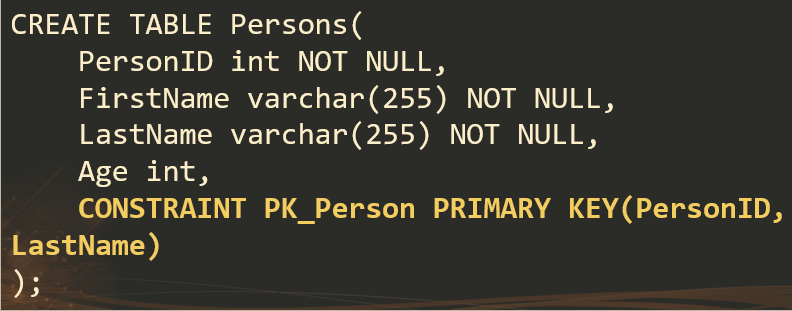 CREATE TABLE Persons(
PersonID int NOT NULL,
FirstName varchar(255) NOT NULL,
LastName varchar(255) NOT NULL,
Age int,
CONSTRAINT PK_Person PRIMARY KEY(PersonID,
LastName)
);